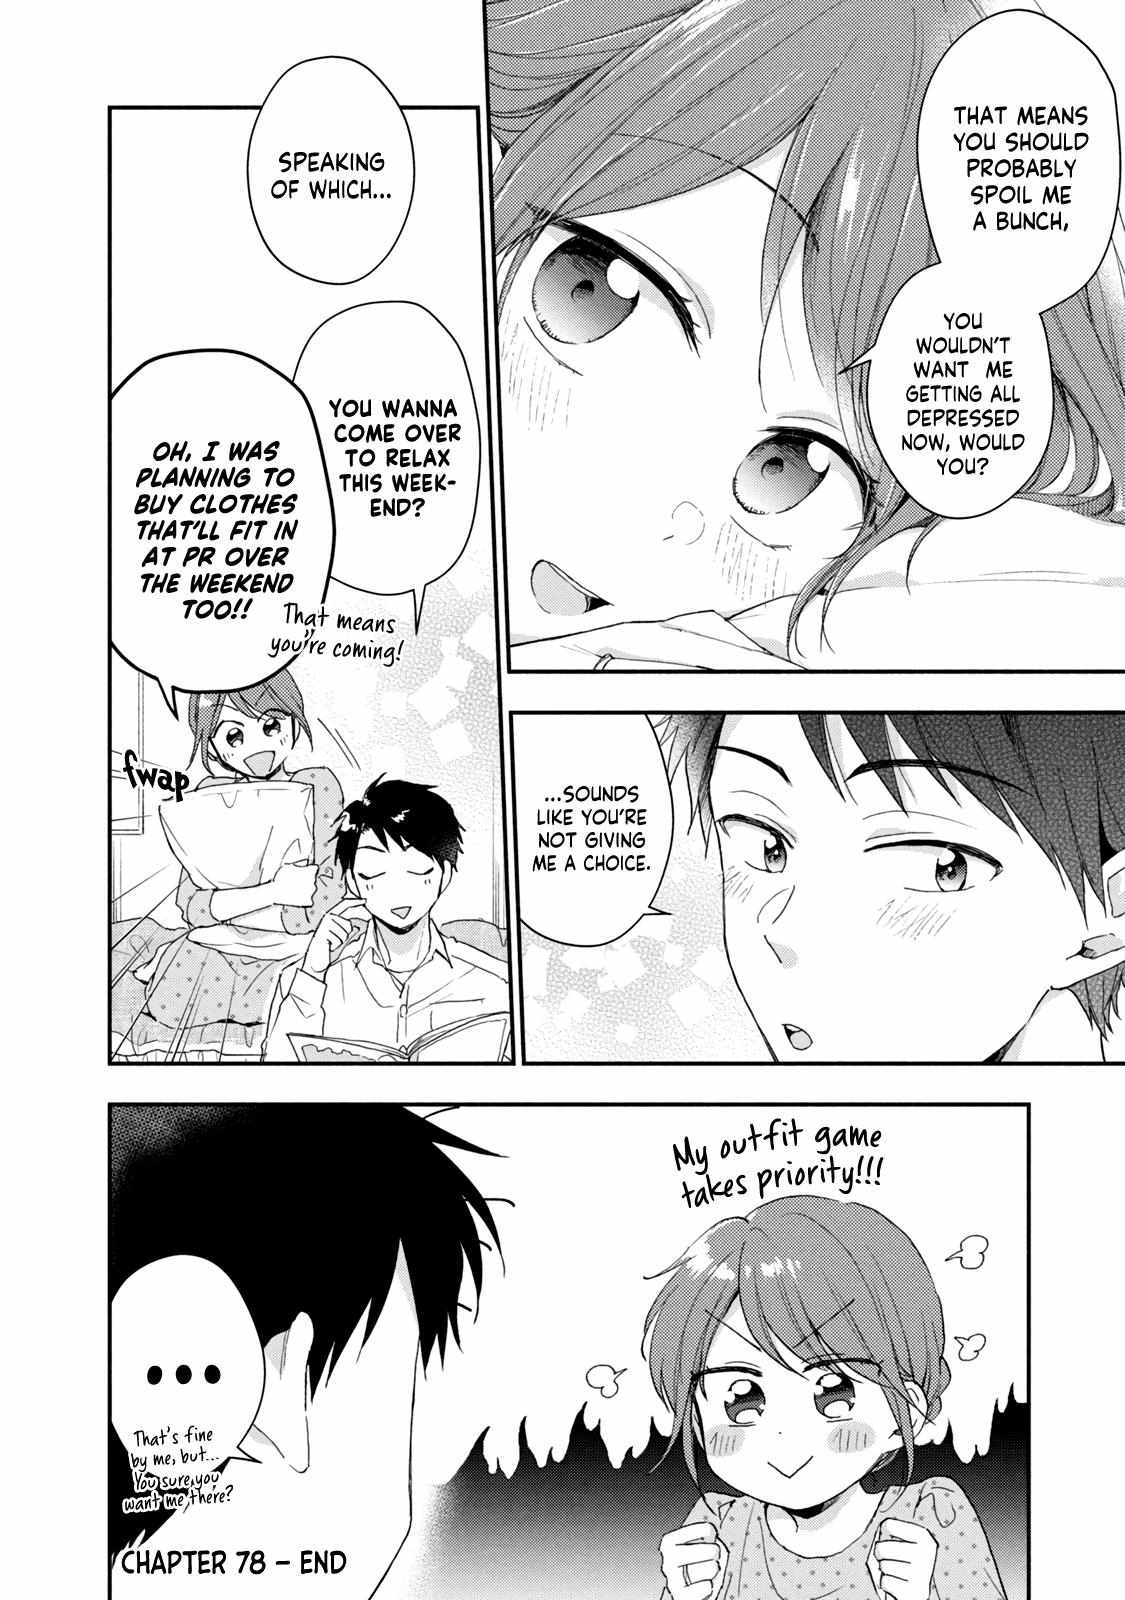 THAT MEANS
YOU SHOULD
PROBABLY
SPOIL ME
A BUNCH,
YOU
WOULDN'T
WANT ME
GETTING ALL
DEPRESSED
NOW, WOULD
YOU?
...SOUNDS
LIKE YOU'RE
NOT GIVING
ME A CHOICE.
SPEAKING
OF WHICH...
YOU WANNA
COME OVER
TO RELAX
THIS WEEK-
END?
OH, I WAS
PLANNING TO
BUY CLOTHES
THAT'LL FIT IN
AT PR OVER
THE WEEKEND
TOO!!
That means
you're coming!
fwap
My outfit game
takes priority!!!
...
That's fine
by me, but...
You sure you
want me there?
CHAPTER 78 – END